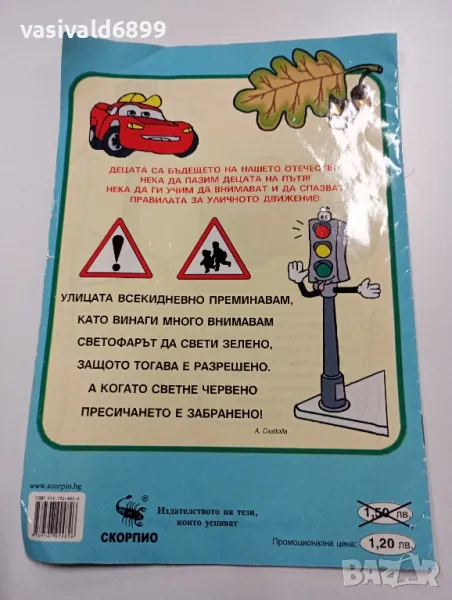 vasivald6899
ДЕЦАТА СА БЪДЕЩЕТО НА НАШЕТО ОТЕЧЕСТ
НЕКА ДА ПАЗИМ ДЕЦАТА НА ПЪТЯ!
НЕКА ДА ГИ УЧИМ ДА ВНИМАВАТ И ДА СПАЗВАТ
ПРАВИЛАТА ЗА УЛИЧНОТО ДВИЖЕНИЕ!
УЛИЦАТА ВСЕКИДНЕВНО ПРЕМИНАВАМ,
КАТО ВИНАГИ МНОГО ВНИМАВАМ
СВЕТОФАРЪТ ДА СВЕТИ ЗЕЛЕНО,
ЗАЩОТО ТОГАВА Е РАЗРЕШЕНО.
А КОГАТО СВЕТНЕ ЧЕРВЕНО
ПРЕСИЧАНЕТО Е ЗАБРАНЕНО!
www.scorpio.bg
СКОРПИО
Издателството на тези,
които успяват
1,50 лв.
Промоционална цена: 1,20 лв.
BAZAR